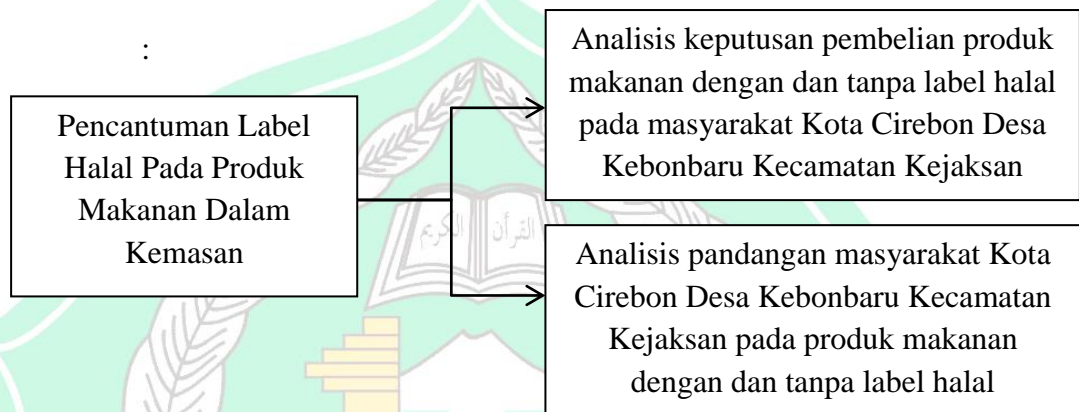 :
Pencantuman Label
Halal Pada Produk
Makanan Dalam
Kemasan
Analisis keputusan pembelian produk
makanan dengan dan tanpa label halal
pada masyarakat Kota Cirebon Desa
Kebonbaru Kecamatan Kejaksan
القرآن الكريم
Analisis pandangan masyarakat Kota
Cirebon Desa Kebonbaru Kecamatan
Kejaksan pada produk makanan
dengan dan tanpa label halal